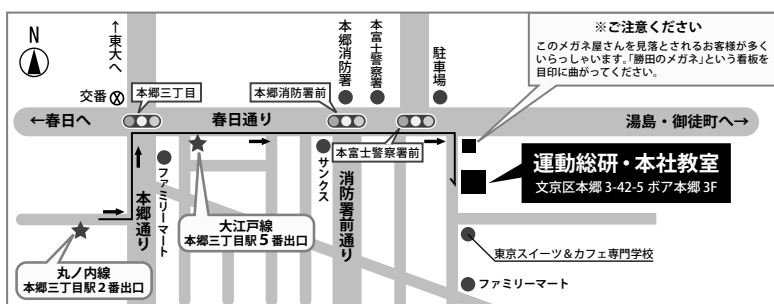 N
↑東大へ
交番
本郷三丁目
本郷消防署
本富士警察署
駐車場
本郷消防署前
※ご注意ください
このメガネ屋さんを見落とされるお客様が多く
いらっしゃいます。「勝田のメガネ」という看板を
目印に曲がってください。
←春日へ
春日通り
湯島・御徒町へ→
本富士警察署前
運動総研・本社教室
文京区本郷 3-42-5 ボア本郷 3F
本郷通り
ファミリーマート
サンクス
消防署前通り
大江戸線
本郷三丁目駅 5 番出口
丸ノ内線
本郷三丁目駅 2 番出口
東京スイーツ&カフェ専門学校
ファミリーマート